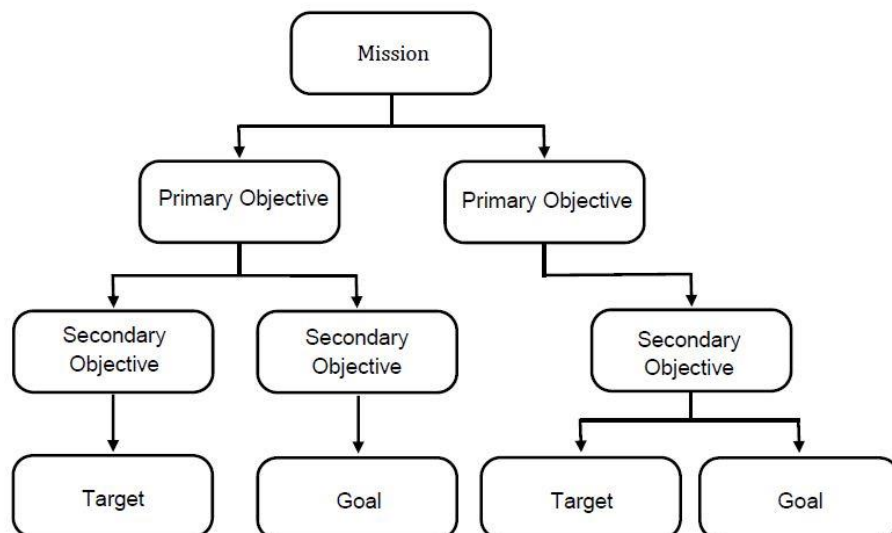 Mission
Primary Objective
Primary Objective
Secondary
Objective
Secondary
Objective
Secondary
Objective
Target
Goal
Target
Goal